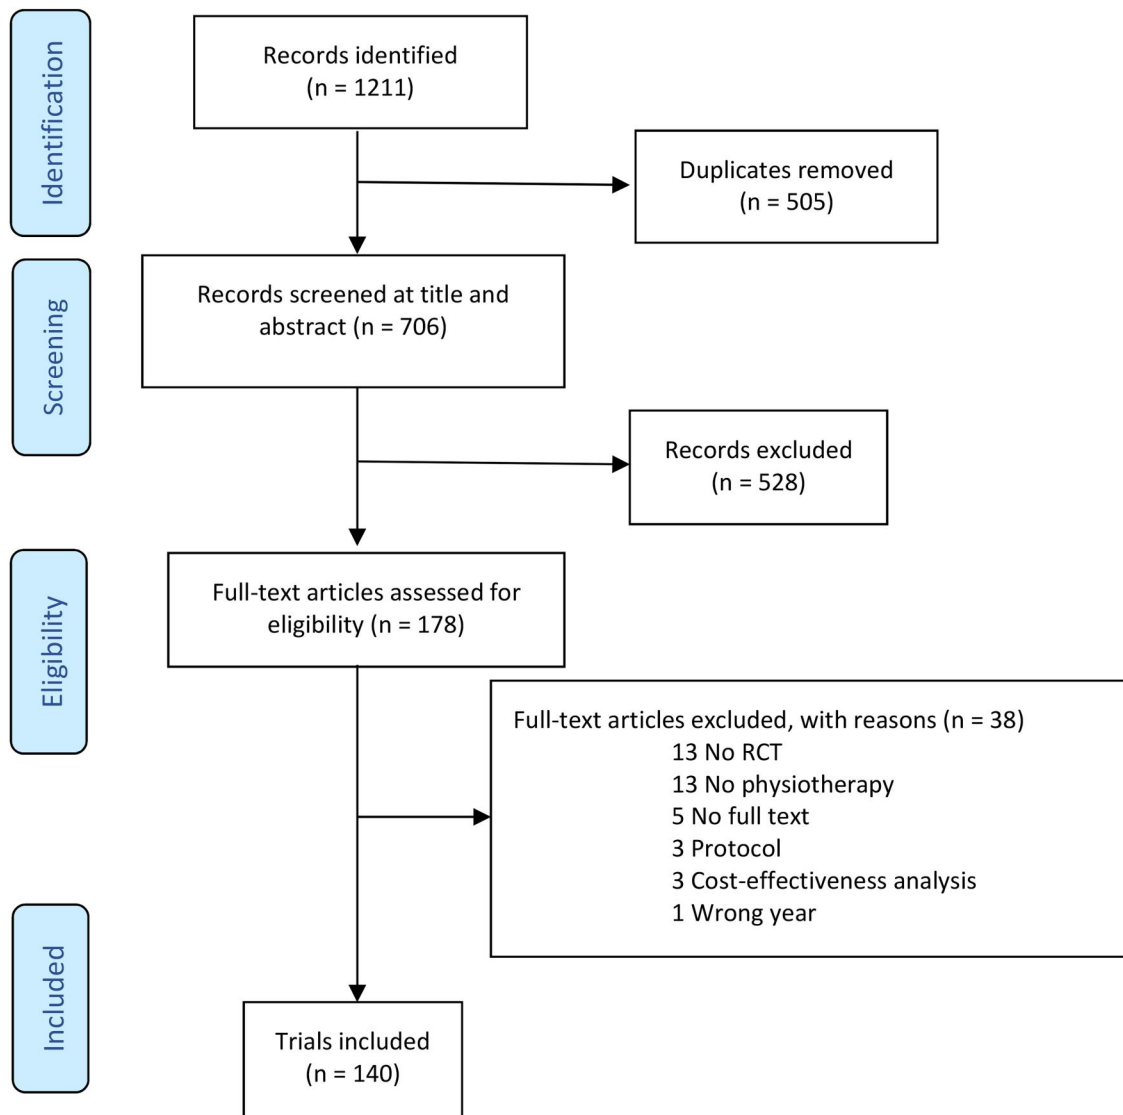 Identification
Records identified
(n = 1211)
Duplicates removed
(n = 505)
Screening
Records screened at title and
abstract (n = 706)
Records excluded
(n = 528)
Eligibility
Full-text articles assessed for
eligibility (n = 178)
Full-text articles excluded, with reasons (n = 38)
13 No RCT
13 No physiotherapy
5 No full text
3 Protocol
3 Cost-effectiveness analysis
1 Wrong year
Included
Trials included
(n = 140)